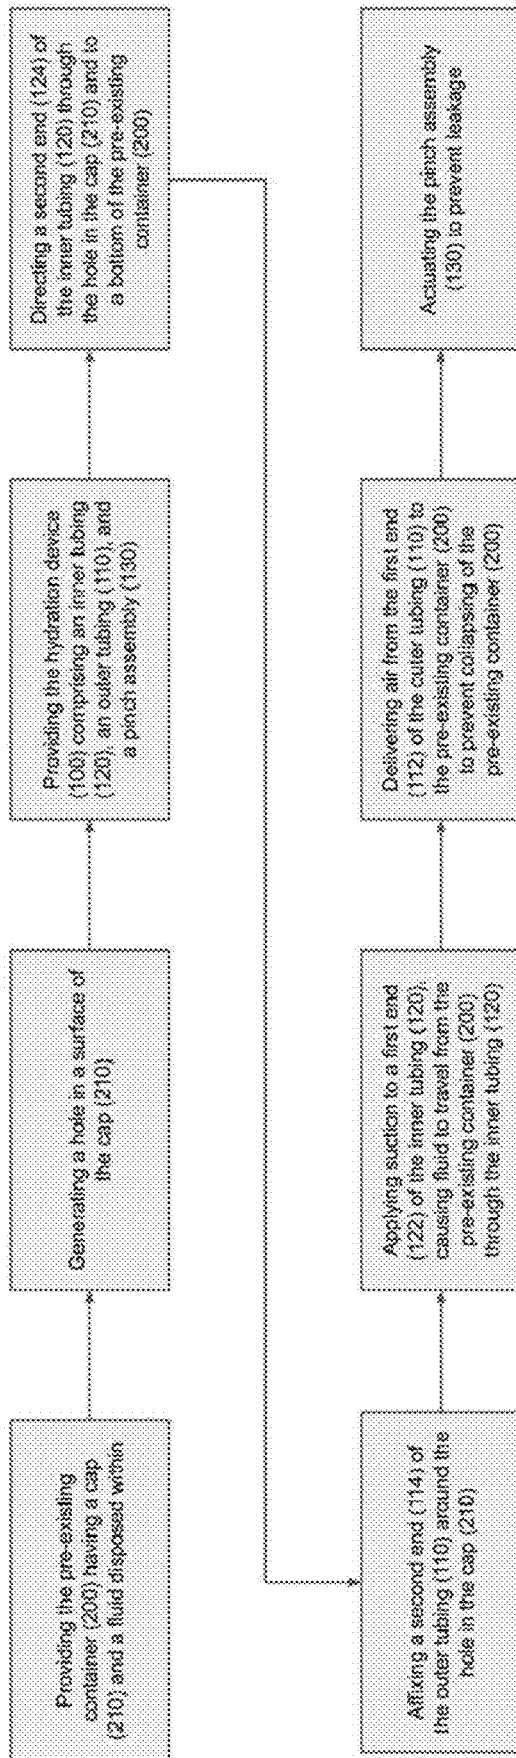 Providing the pre-existing
container (200) having a cap
(210) and a fluid disposed within
Generating a hole in a surface of
the cap (210)
Providing the hydration device
(100) comprising an inner tubing
(120), an outer tubing (110), and
a pinch assembly (130)
Directing a second end (124) of
the inner tubing (120) through
the hole in the cap (210) and to
a bottom of the pre-existing
container (200)
Affixing a second end (114) of
the outer tubing (110) around the
hole in the cap (210)
Applying suction to a first end
(122) of the inner tubing (120),
causing fluid to travel from the
pre-existing container (200)
through the inner tubing (120)
Delivering air from the first end
(112) of the outer tubing (110) to
the pre-existing container (200)
to prevent collapsing of the
pre-existing container (200)
Actuating the pinch assembly
(130) to prevent leakage